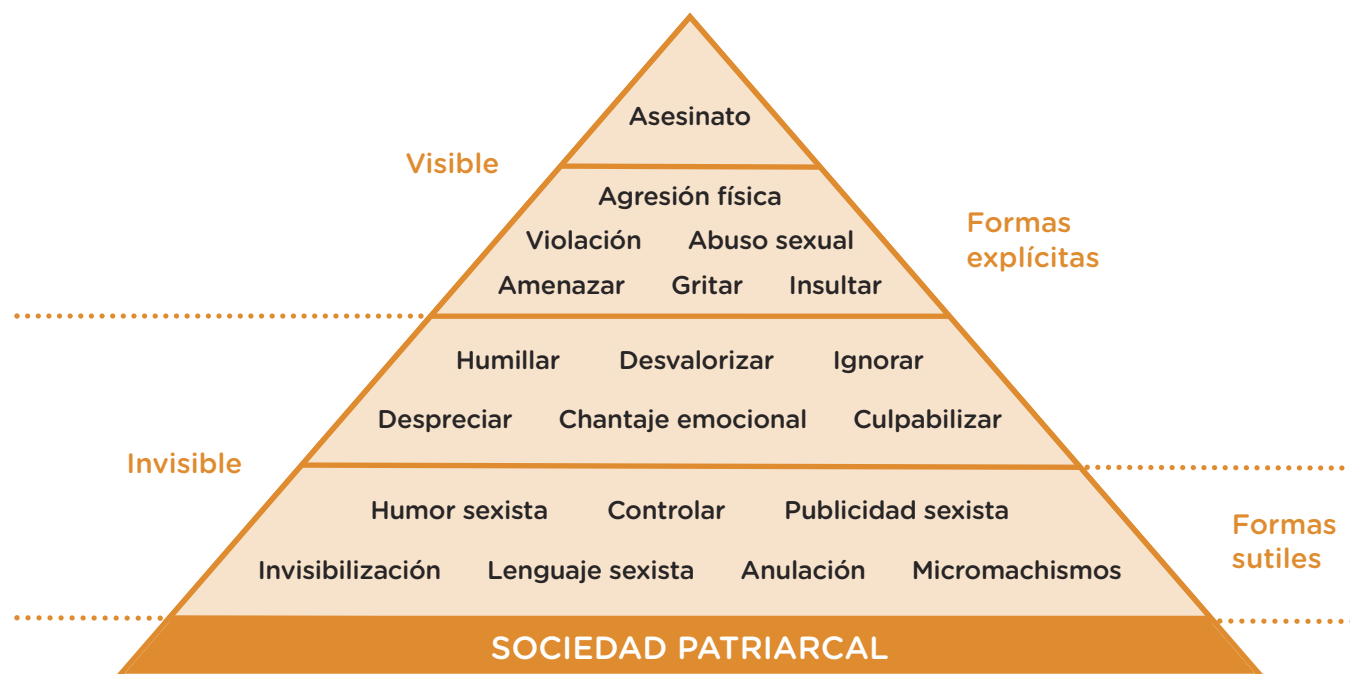 Asesinato
Visible
Agresión física
Formas
explícitas
Violación Abuso sexual
Amenazar Gritar Insultar
Humillar Desvalorizar Ignorar
Despreciar Chantaje emocional Culpabilizar
Invisible
Humor sexista Controlar Publicidad sexista
Formas
sutiles
Invisibilización Lenguaje sexista Anulación Micromachismos
SOCIEDAD PATRIARCAL